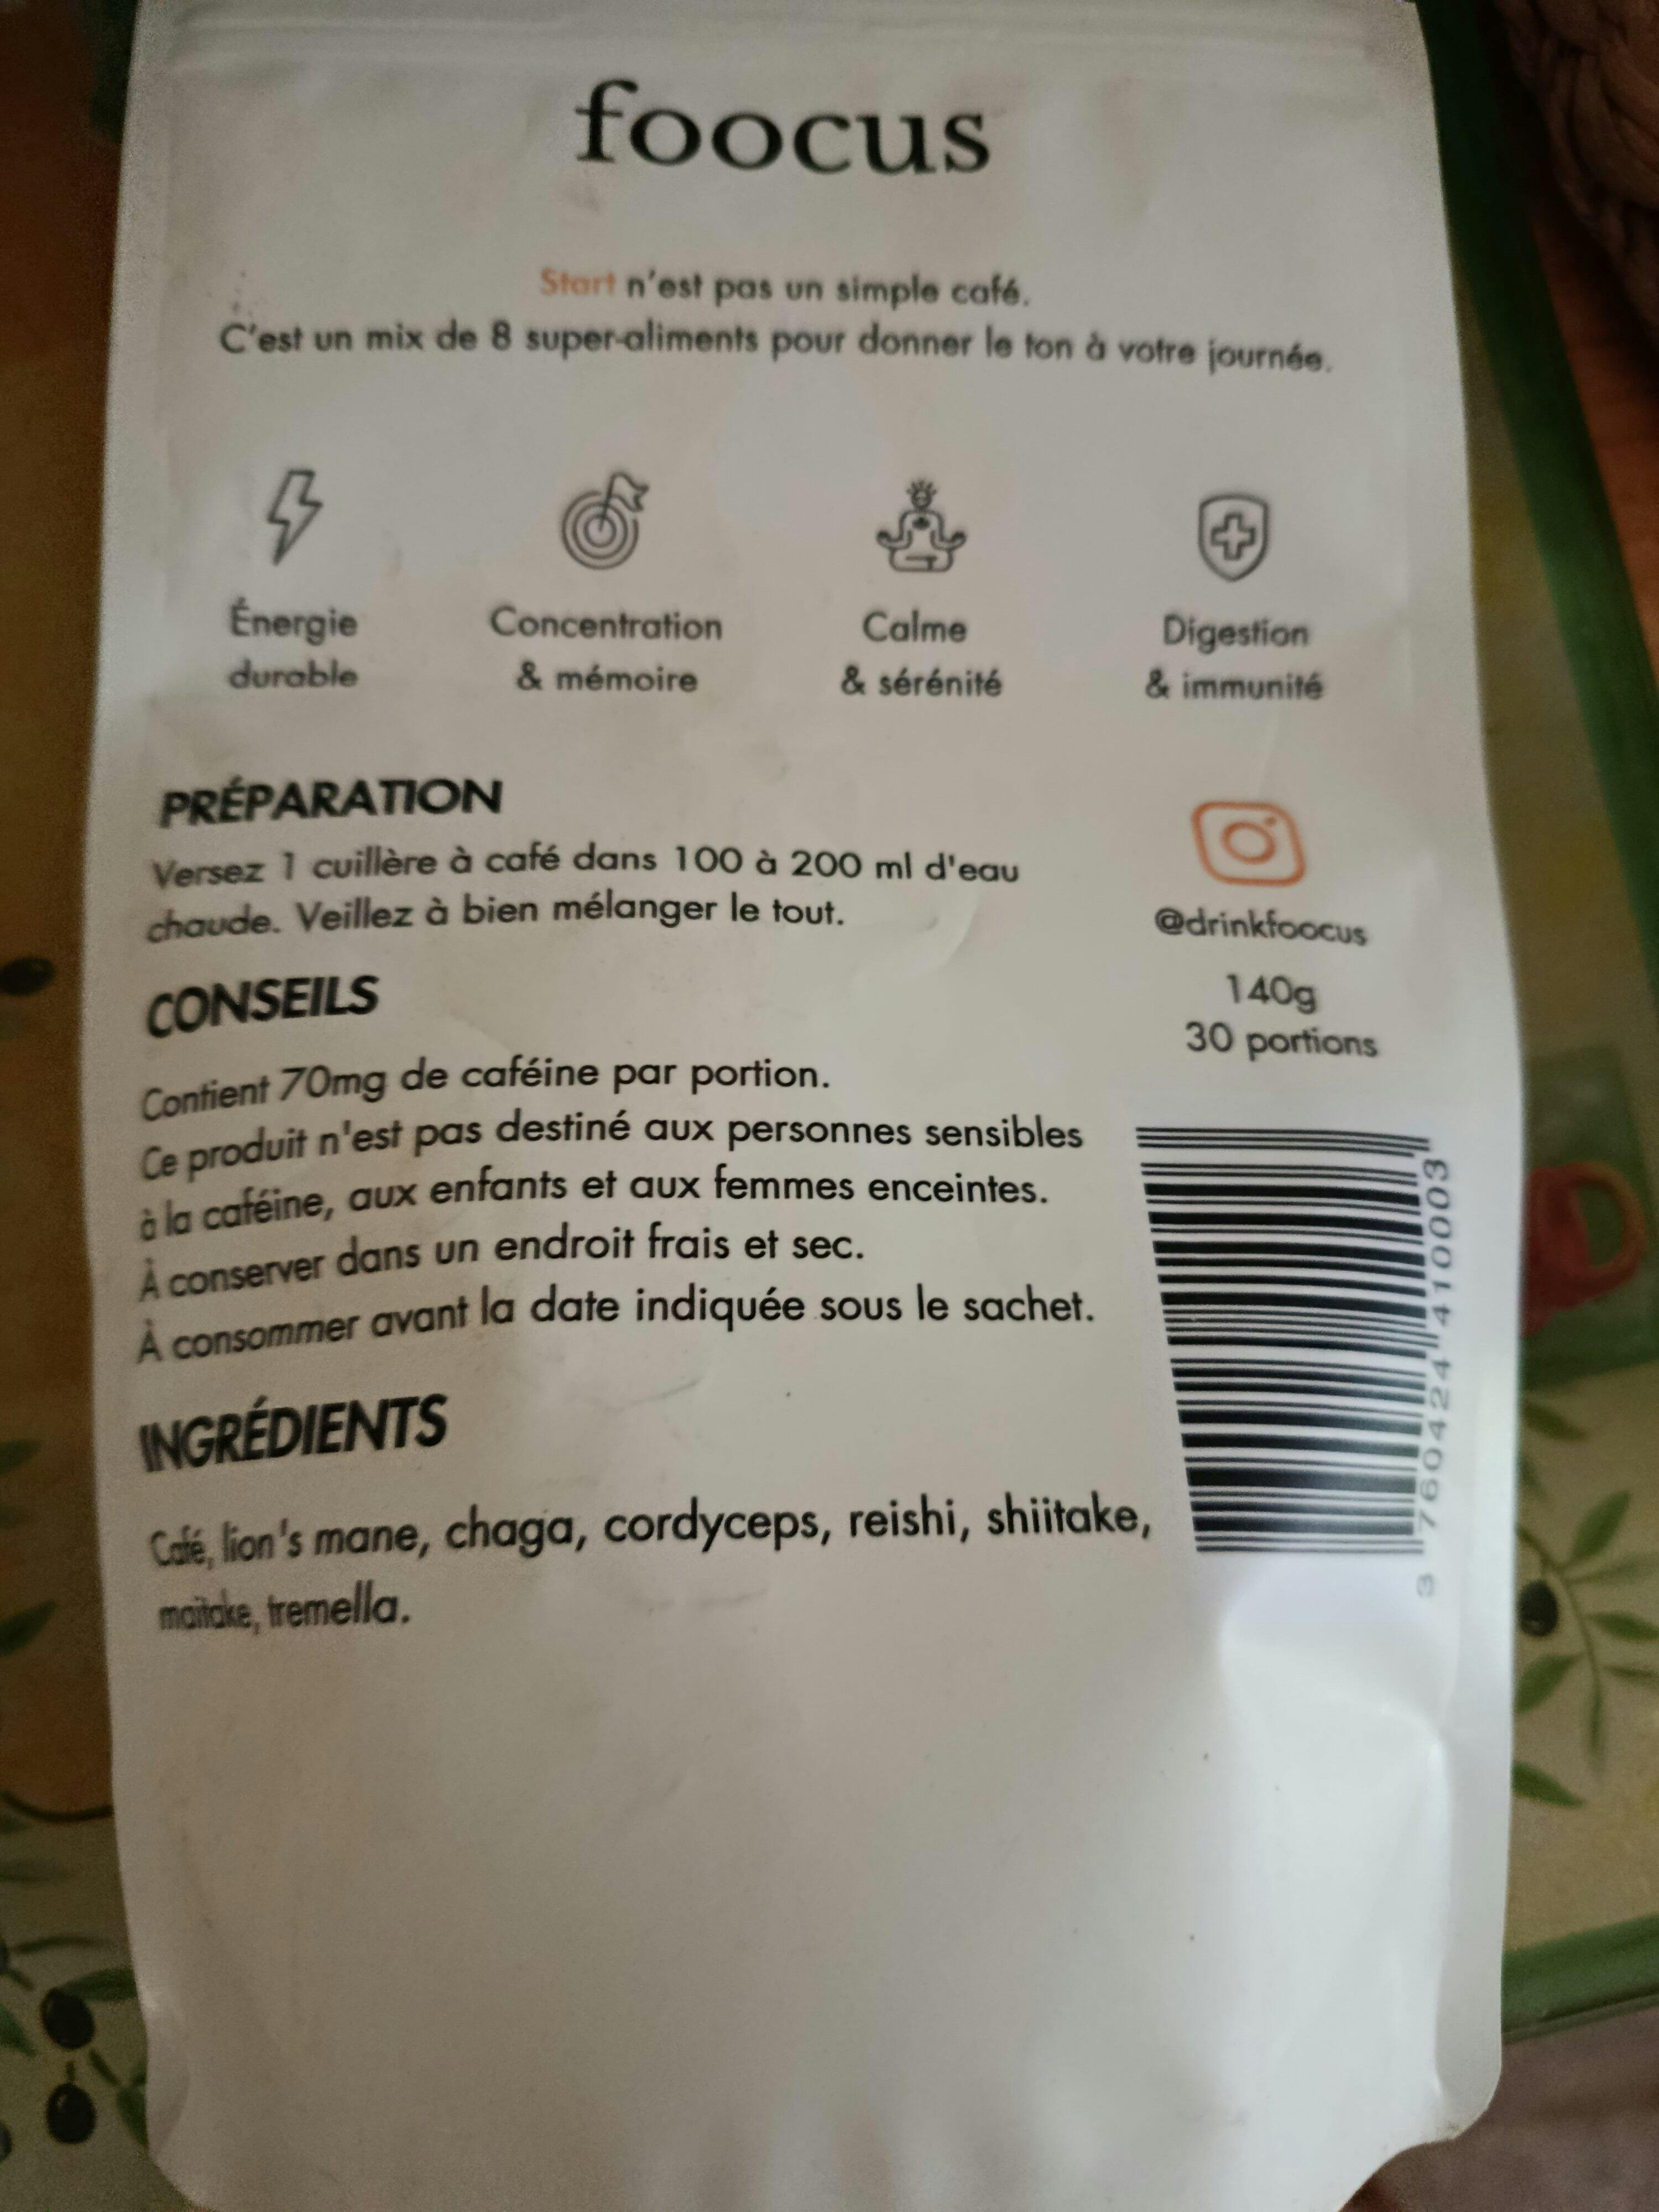 foocus
Start n'est pas un simple café.
C'est un mix de 8 super-aliments pour donner le ton à votre journée.
Énergie
durable
Concentration
& mémoire
Calme
& sérénité
Digestion
& immunité
PRÉPARATION
Versez 1 cuillère à café dans 100 à 200 ml d'eau
chaude. Veillez à bien mélanger le tout.
@drinkfoocus
140g
30 portions
CONSEILS
Contient 70mg de caféine par portion.
Ce produit n'est pas destiné aux personnes sensibles
à la caféine, aux enfants et aux femmes enceintes.
À conserver dans un endroit frais et sec.
À consommer avant la date indiquée sous le sachet.
INGRÉDIENTS
Café, lion's mane, chaga, cordyceps, reishi, shiitake,
maïtake, tremella.
3 760424 410003